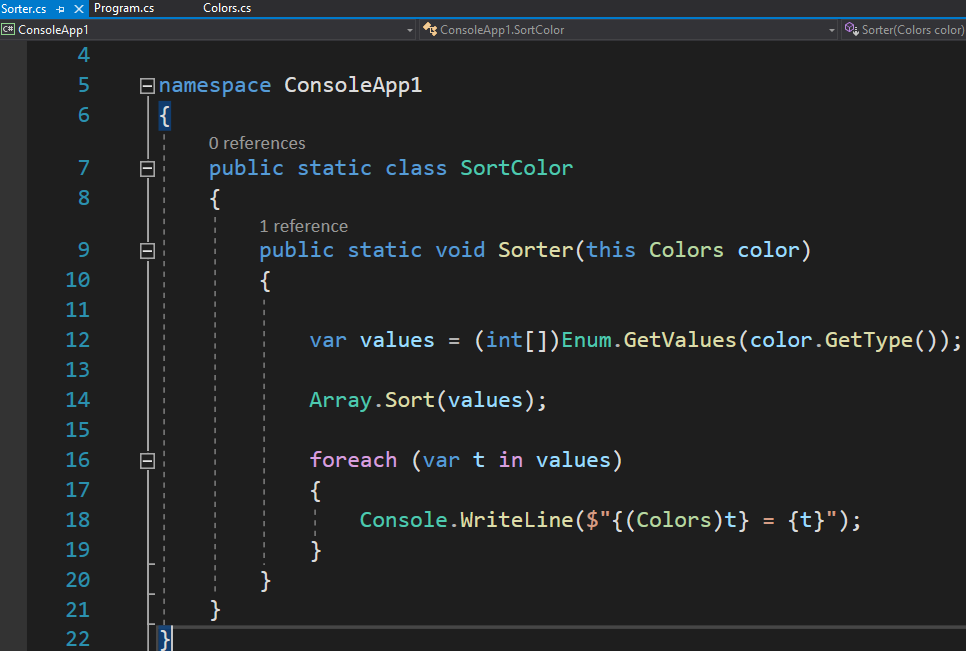 Sorter.cs Program.cs Colors.cs
C# ConsoleApp1 ConsoleApp1.SortColor Sorter(Colors color)
4
5 namespace ConsoleApp1
6 {
0 references
7 public static class SortColor
8 {
1 reference
9 public static void Sorter(this Colors color)
10 {
11
12 var values = (int[])Enum.GetValues(color.GetType());
13
14 Array.Sort(values);
15
16 foreach (var t in values)
17 {
18 Console.WriteLine($"{(Colors)t} = {t}");
19 }
20 }
21 }
22 }